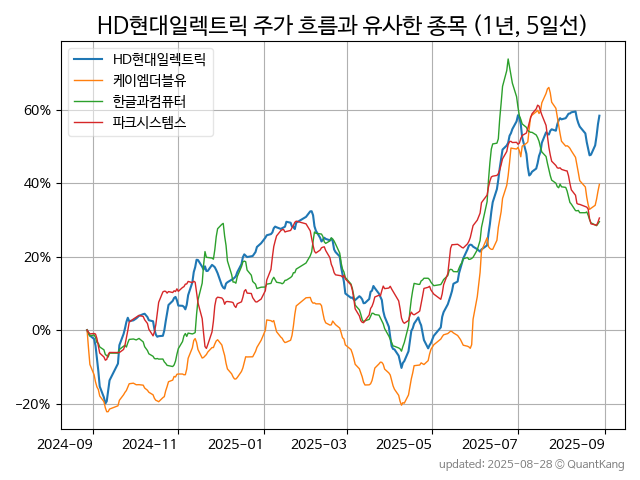 HD현대일렉트릭 주가 흐름과 유사한 종목 (1년, 5일선)
HD현대일렉트릭
케이엠더블유
한글과컴퓨터
파크시스템스
60%
40%
20%
0%
−20%
2024-09 2024-11 2025-01 2025-03 2025-05 2025-07 2025-09
updated: 2025-08-28 © QuantKang